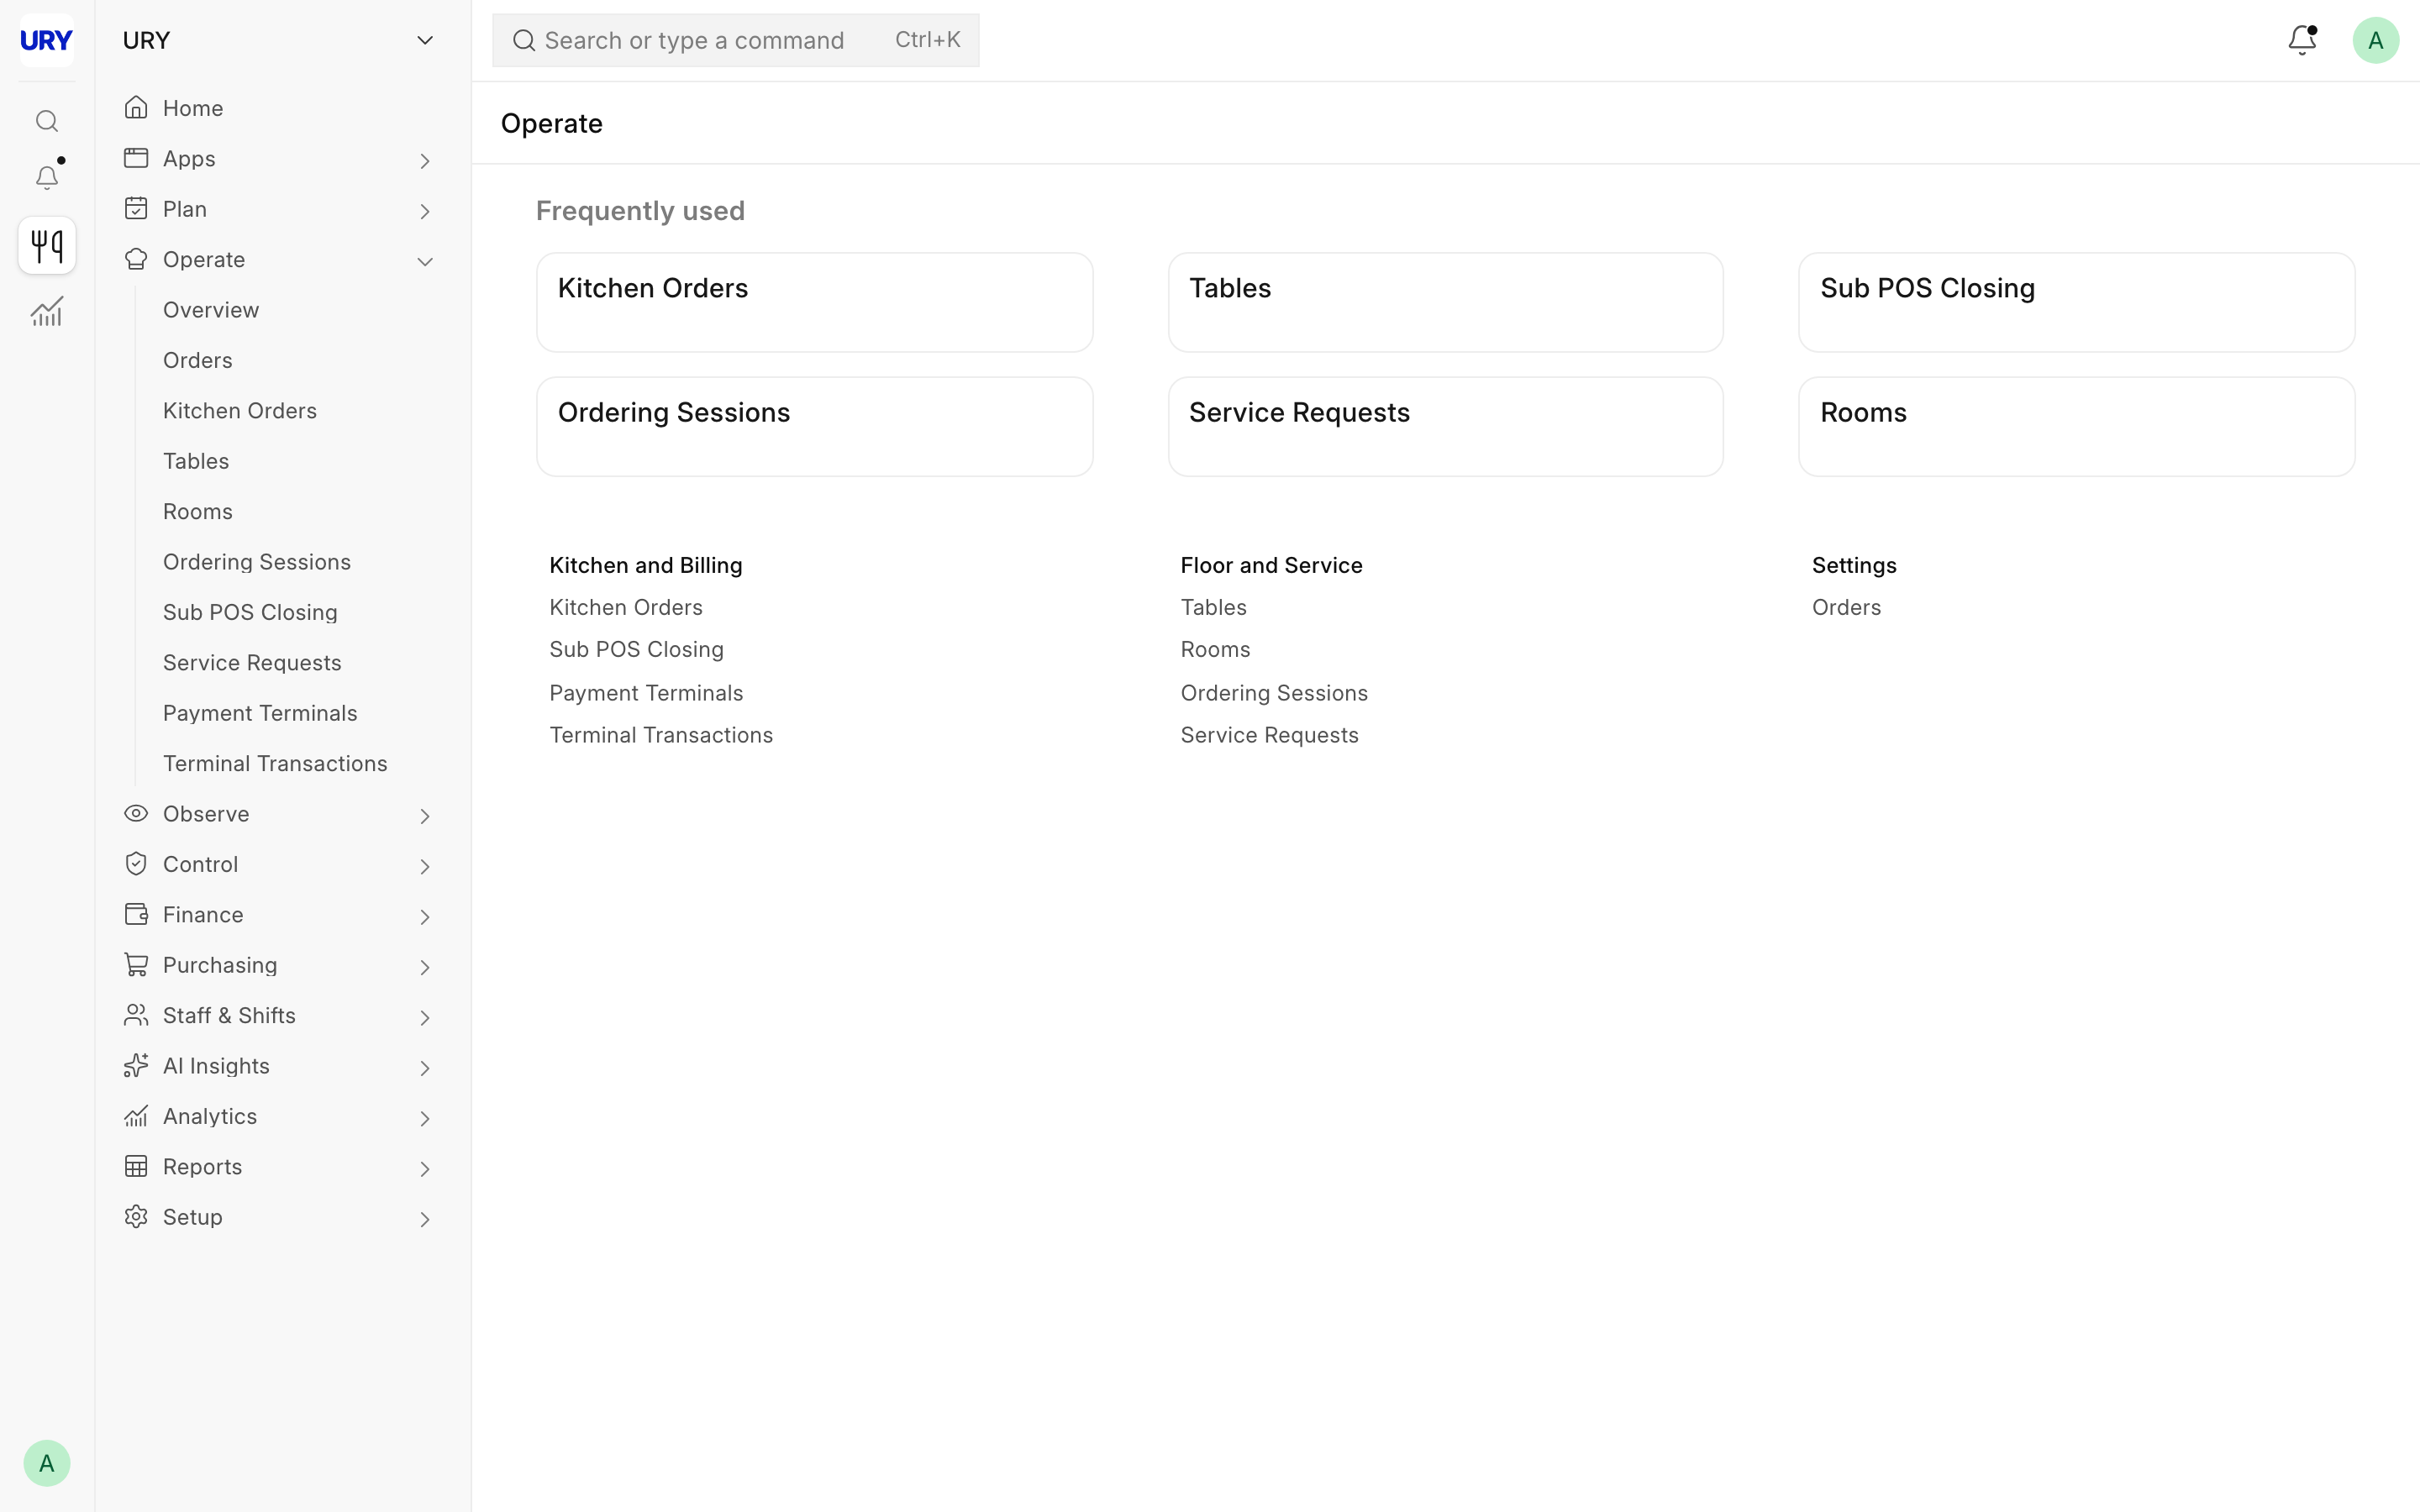 URY
URY
Search or type a command
Ctrl+K
A
Home
Apps
Plan
Operate
Overview
Orders
Kitchen Orders
Tables
Rooms
Ordering Sessions
Sub POS Closing
Service Requests
Payment Terminals
Terminal Transactions
Observe
Control
Finance
Purchasing
Staff & Shifts
AI Insights
Analytics
Reports
Setup
A
Operate
Frequently used
Kitchen Orders
Tables
Sub POS Closing
Ordering Sessions
Service Requests
Rooms
Kitchen and Billing
Kitchen Orders
Sub POS Closing
Payment Terminals
Terminal Transactions
Floor and Service
Tables
Rooms
Ordering Sessions
Service Requests
Settings
Orders